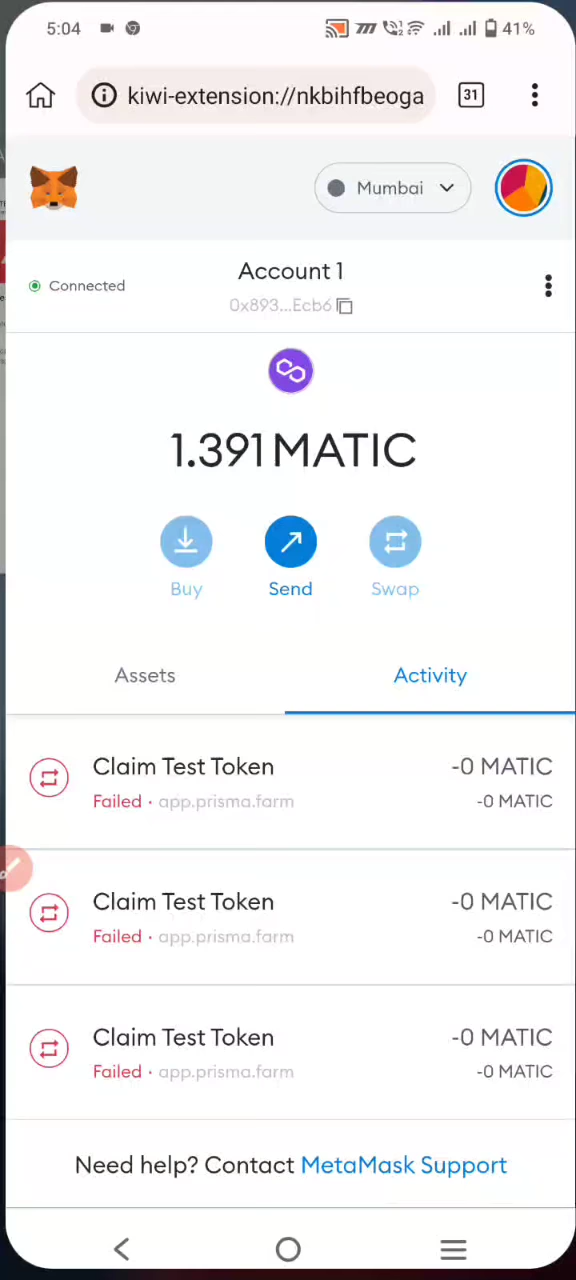 5:04
41%
kiwi-extension://nkbihfbeoga
31
Mumbai
Connected
Account 1
0x893...Ecb6
1.391 MATIC
Buy
Send
Swap
Assets
Activity
Claim Test Token
-0 MATIC
Failed · app.prisma.farm
-0 MATIC
Claim Test Token
-0 MATIC
Failed · app.prisma.farm
-0 MATIC
Claim Test Token
-0 MATIC
Failed · app.prisma.farm
-0 MATIC
Need help? Contact MetaMask Support